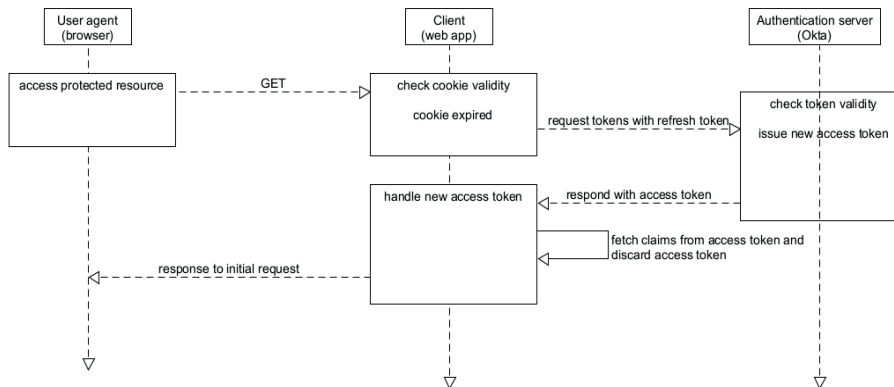 User agent
(browser)
Client
(web app)
Authentication server
(Okta)
access protected resource
GET
check cookie validity
cookie expired
request tokens with refresh token
check token validity
issue new access token
handle new access token
respond with access token
fetch claims from access token and
discard access token
response to initial request